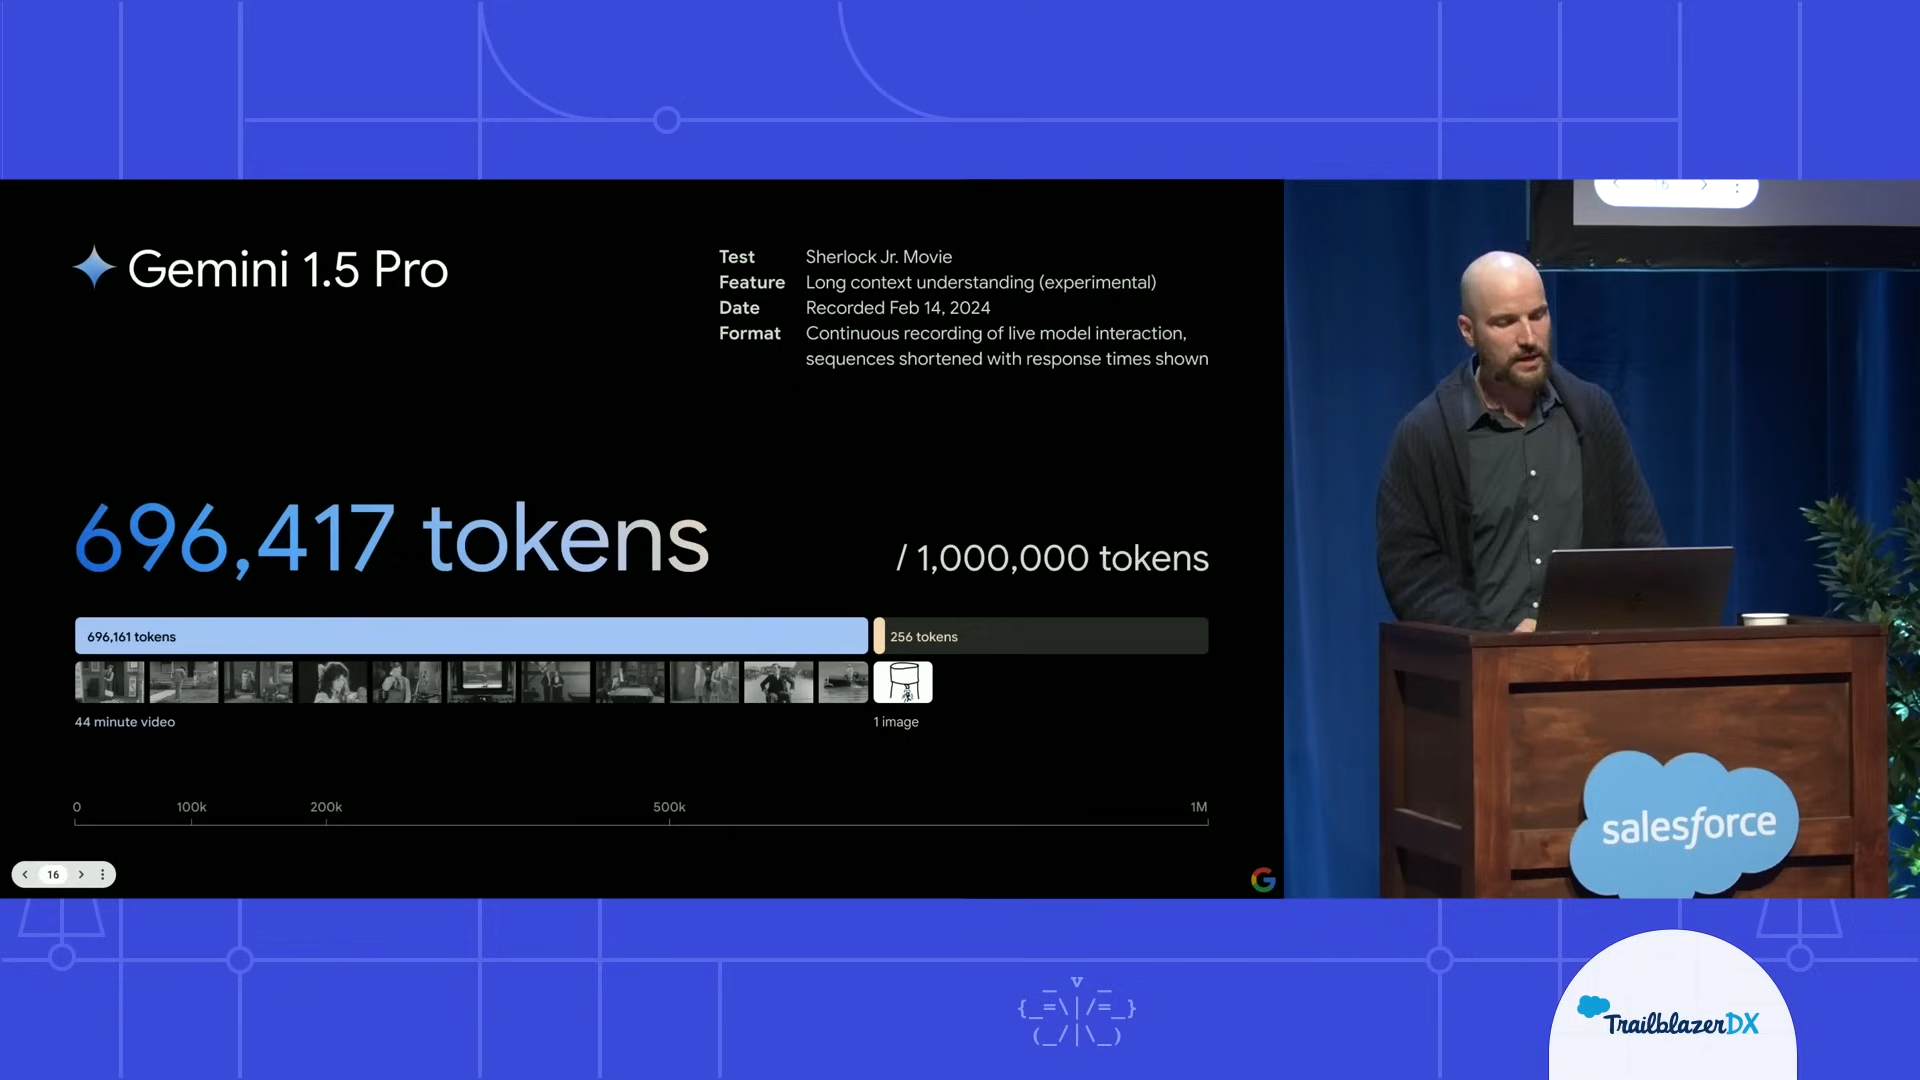 Gemini 1.5 Pro
Test Sherlock Jr. Movie
Feature Long context understanding (experimental)
Date Recorded Feb 14, 2024
Format Continuous recording of live model interaction,
sequences shortened with response times shown
696,417 tokens
/ 1,000,000 tokens
696,161 tokens
256 tokens
44 minute video
1 image
0 100k 200k 500k 1M
16
G
16
salesforce
{_=\|/=_}
(_/|\_)
TrailblazerDX